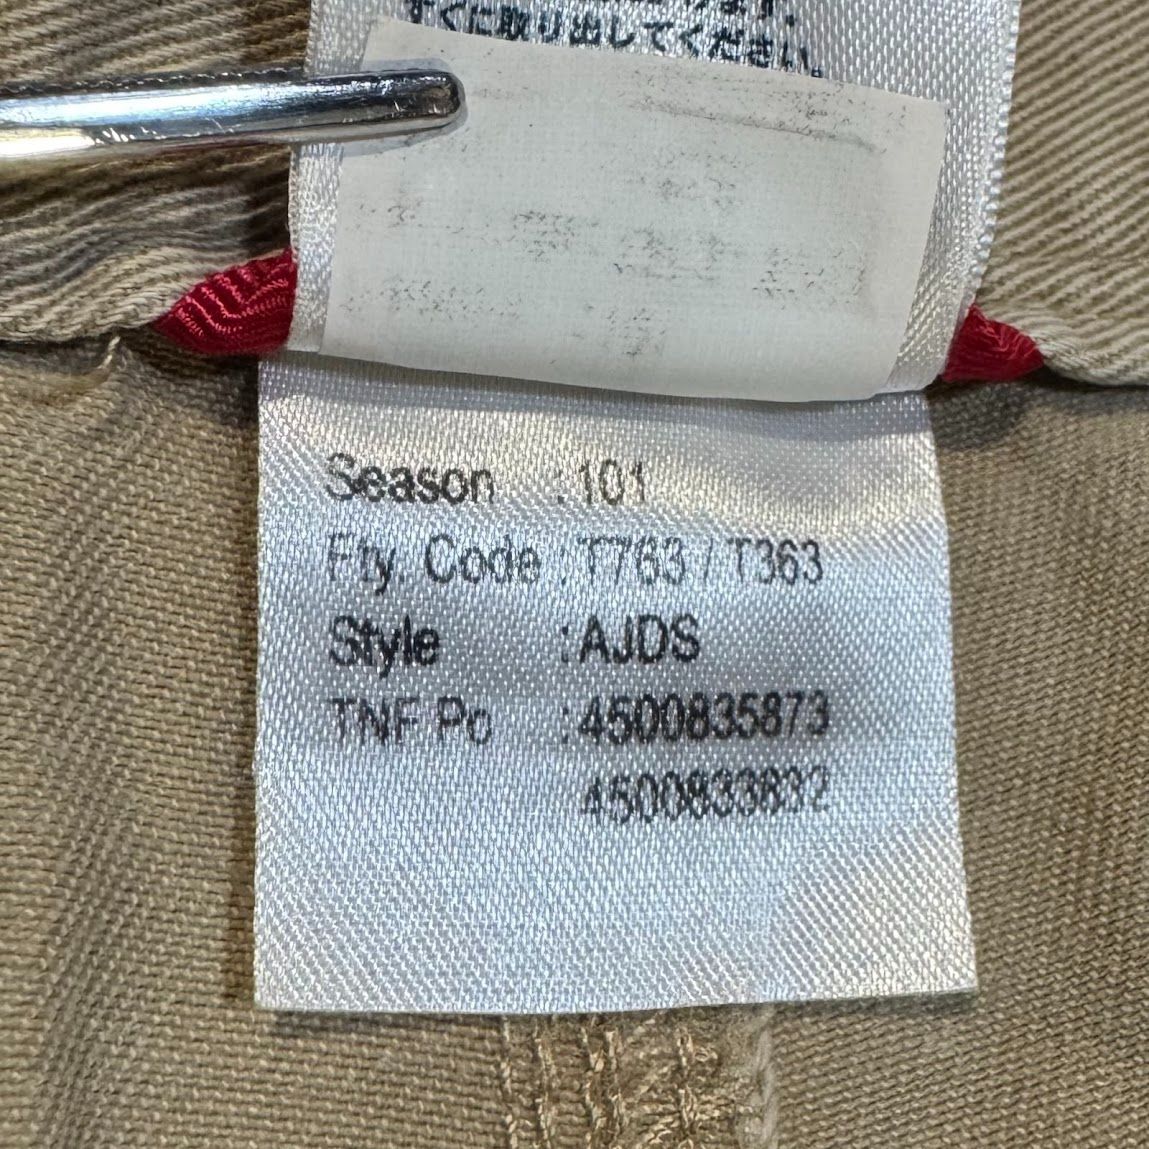 すぐに取り出してください。
Season : 101
Fty. Code : T763 / T363
Style : AJDS
TNF Po : 4500835873
4500833832